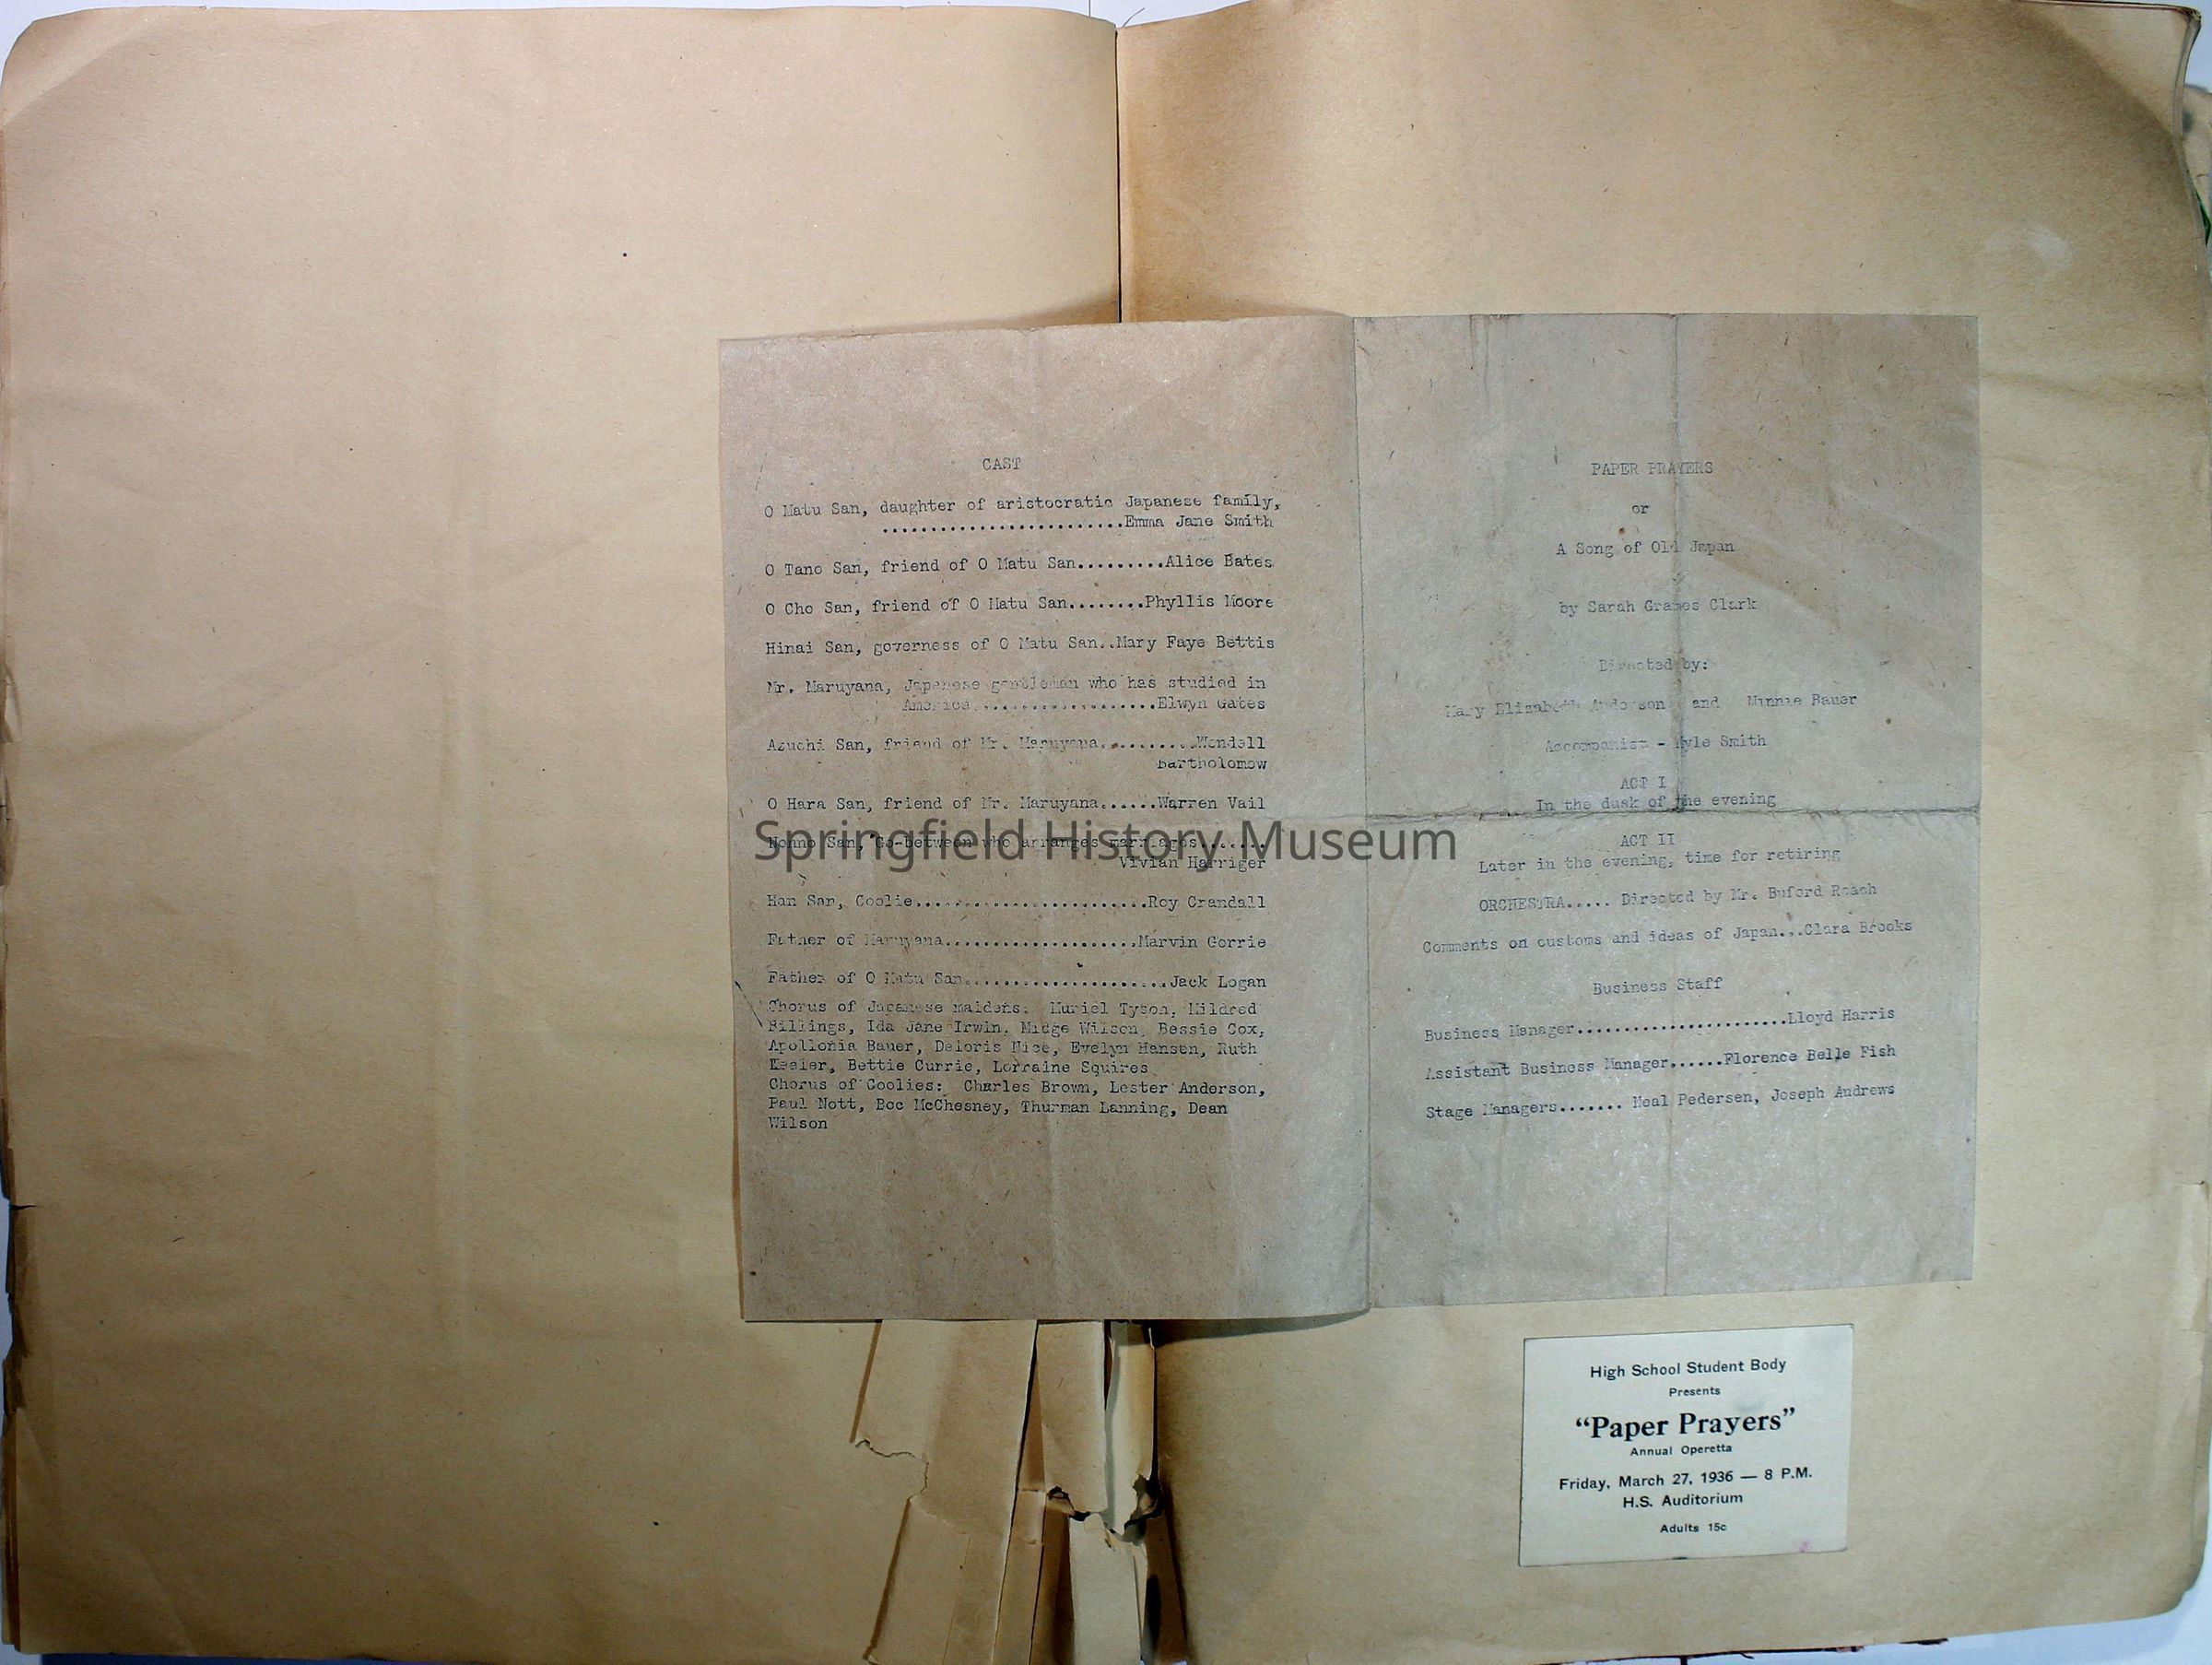 CAST
O Matu San, daughter of aristocratic Japanese family,
.........................Emma Jane Smith
O Tano San, friend of O Matu San.........Alice Bates
O Cho San, friend of O Matu San........Phyllis Moore
Hinai San, governess of O Matu San..Mary Faye Bettis
Mr. Maruyana, Japanese gentleman who has studied in
America...................Elwyn Gates
Azuchi San, friend of Mr. Maruyana..........Wendell
Bartholomew
O Hara San, friend of Mr. Maruyana......Warren Vail
Nonno San, Go-between who arranges marriages.......
Vivian Harriger
Han San, Coolie........................Roy Crandall
Father of Maruyana....................Marvin Gorrie
Father of O Matu San.....................Jack Logan
Chorus of Japanese maidens: Muriel Tyson, Mildred
Billings, Ida Jane Irwin, Midge Wilson, Bessie Cox,
Apollonia Bauer, Deloris Nice, Evelyn Hansen, Ruth
Keeler, Bettie Currie, Lorraine Squires
Chorus of Coolies: Charles Brown, Lester Anderson,
Paul Nott, Boc McChesney, Thurman Lanning, Dean
Wilson
PAPER PRAYERS
or
A Song of Old Japan
by Sarah Grames Clark
Directed by:
Mary Elizabeth Anderson and Minnie Bauer
Accompanist - Smith
ACT I
In the dusk of the evening
ACT II
Later in the evening, time for retiring
ORCHESTRA..... Directed by Mr. Buford Roach
Comments on customs and ideas of Japan...Clara Brooks
Business Staff
Business Manager.......................Lloyd Harris
Assistant Business Manager......Florence Belle Fish
Stage Managers....... Neal Pedersen, Joseph Andrews
Springfield History Museum
High School Student Body
Presents
“Paper Prayers”
Annual Operetta
Friday, March 27, 1936 — 8 P.M.
H.S. Auditorium
Adults 15c